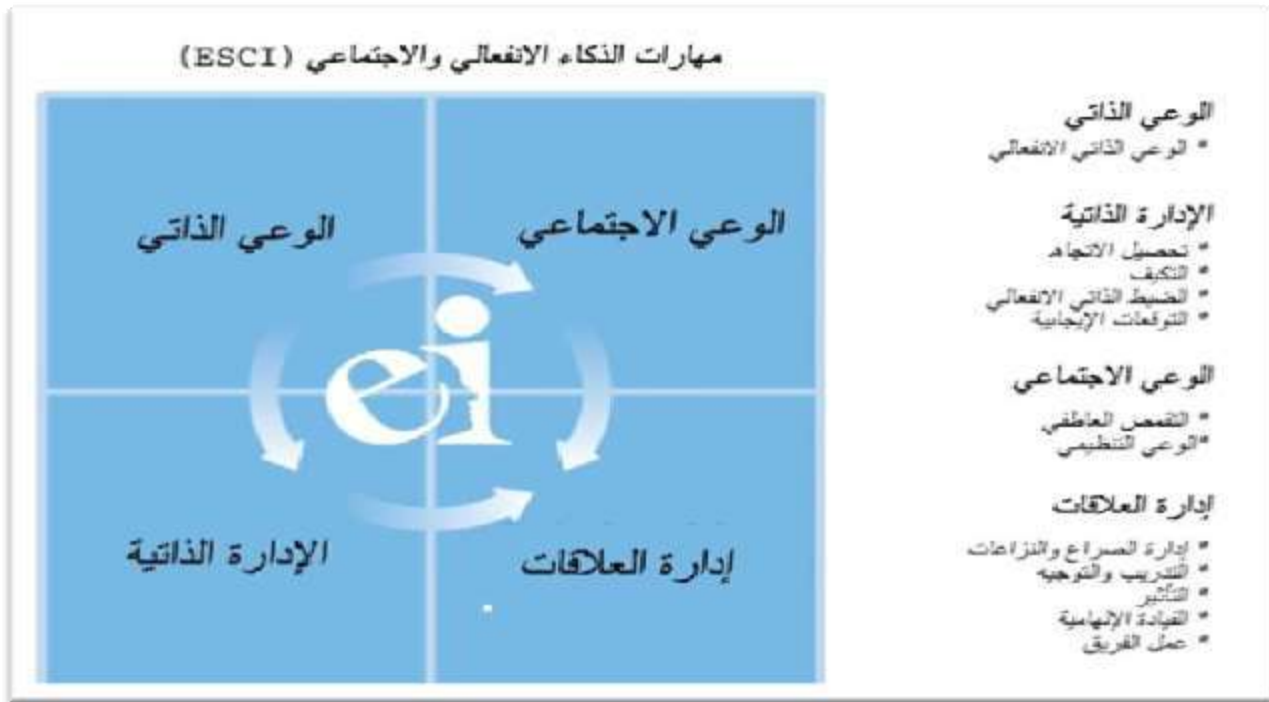 مهارات الذكاء الانفعالي والاجتماعي (ESCI)
الوعي الاجتماعي
الوعي الذاتي
ei
إدارة العلاقات
الإدارة الذاتية
الوعي الذاتي
* الوعي الذاتي الانفعالي
الإدارة الذاتية
* تحصيل الاتجاه
* التكيف
* الضبط الذاتي الانفعالي
* التوقعات الإيجابية
الوعي الاجتماعي
* التقمص العاطفي
*الوعي التنظيمي
إدارة العلاقات
* إدارة الصراع والنزاعات
* التدريب والتوجيه
* التأثير
* القيادة الإلهامية
* عمل الفريق